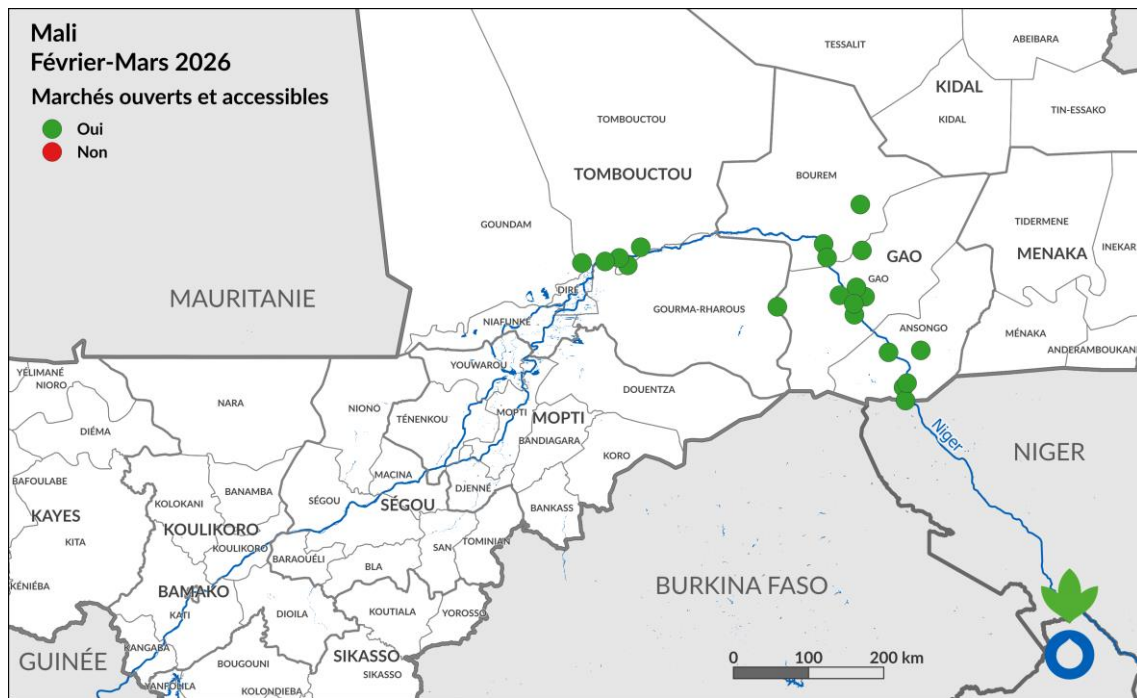 Mali
Février-Mars 2026
Marchés ouverts et accessibles
Oui
Non
TESSALIT
ABEIBARA
KIDAL
KIDAL
TIN-ESSAKO
TOMBOUCTOU
TOMBOUCTOU
BOUREM
GOUNDAM
TIDERMENE
MENAKA
INEKAR
GAO
GAO
MAURITANIE
DIRE
GOURMA-RHAROUS
NIAFUNKE
ANSONGO
MÉNAKA
ANDERAMBOUKANE
YOUWAROU
YÉLIMANÉ
NIORO
NARA
NIONO
TÉNENKOU
DOUENTZA
MOPTI
MOPTI
DIÉMA
BANDIAGARA
Niger
KORO
NIGER
MACINA
BAFOULABE
DJENNÉ
BANAMBA
KOLOKANI
SÉGOU
SÉGOU
BANKASS
KAYES
KOULIKORO
KITA
KOULIKORO
SAN
TOMINIAN
BARAOUÉLI
BLA
KÉNIÉBA
BAMAKO
BURKINA FASO
KATI
DIOILA
KOUTIALA
YOROSSO
KANGABA
GUINÉE
SIKASSO
BOUGOUNI
SIKASSO
YANFOLILA
KOLONDIEBA
0 100 200 km